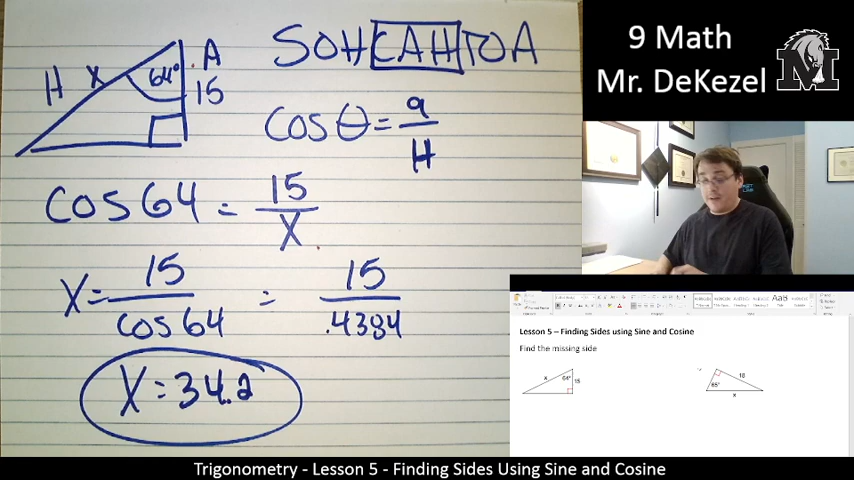 SOHCAHTOA
H x 64° A
15
cos θ = a/H
cos 64 = 15/x
x = 15/cos 64 = 15/.4384
x = 34.2
9 Math
Mr. DeKezel
M
Lesson 5 – Finding Sides using Sine and Cosine
Find the missing side
x 64° 15
65° 18
x
Trigonometry - Lesson 5 - Finding Sides Using Sine and Cosine